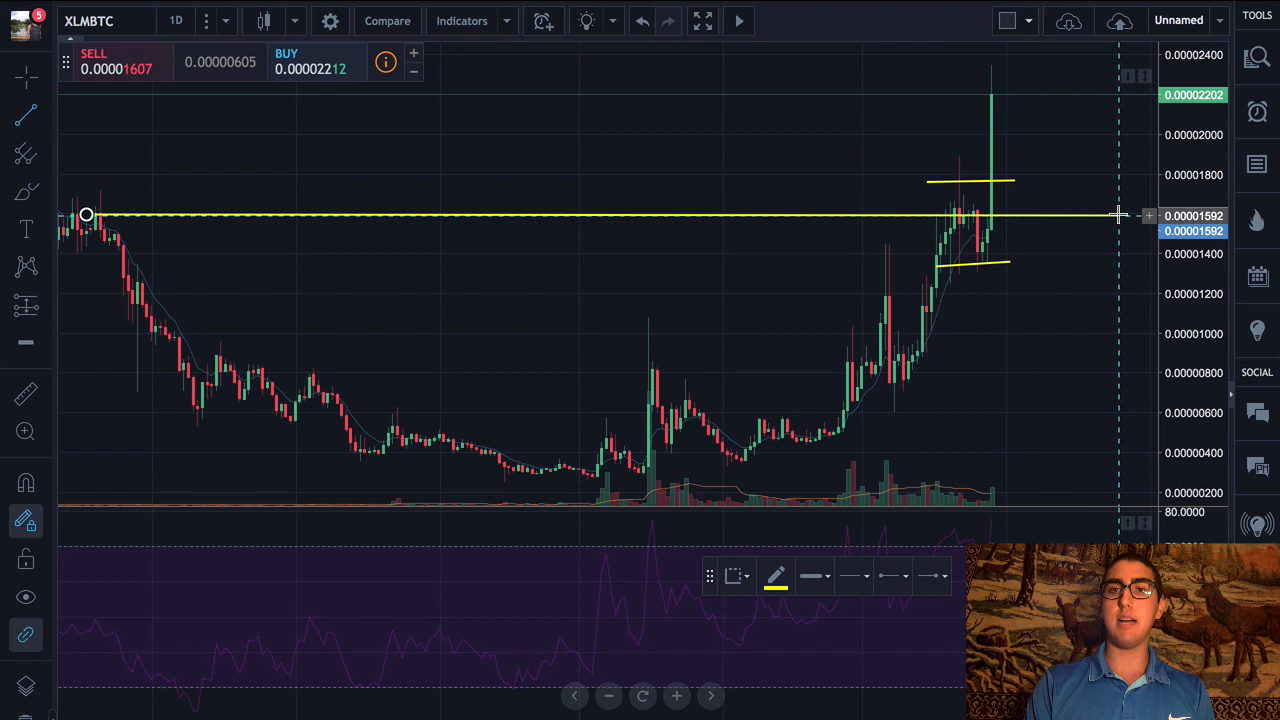 5
XLMBTC
1D
Compare
Indicators
Unnamed
TOOLS
SELL
0.00001607
0.00000605
BUY
0.00002212
0.00002400
0.00002202
0.00002000
0.00001800
0.00001592
0.00001592
0.00001400
0.00001200
0.00001000
0.00000800
0.00000600
0.00000400
0.00000200
80.0000
SOCIAL
T